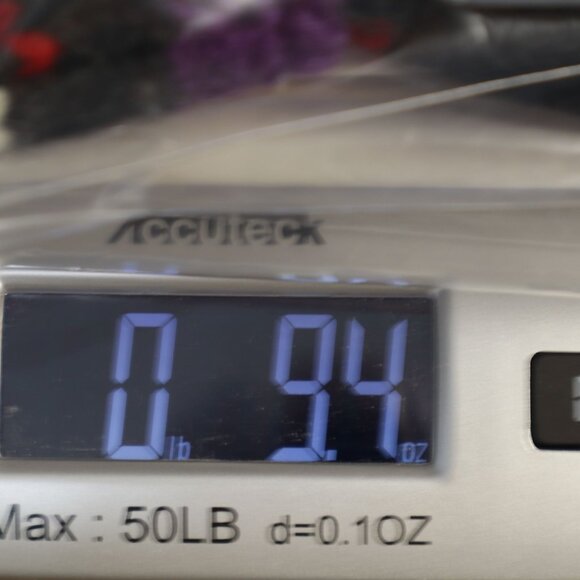 Accuteck
0 lb 9.4 oz
Max : 50LB d=0.1OZ